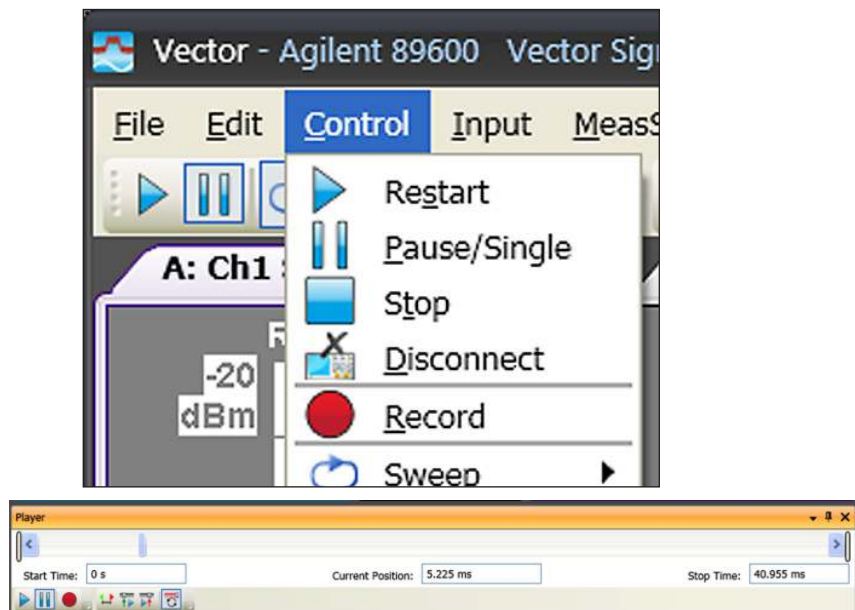 Vector - Agilent 89600 Vector Sig
File Edit Control Input Meas
Restart
A: Ch1
Pause/Single
Stop
-20
dBm
Disconnect
Record
Sweep
Player
Start Time: 0 s Current Position: 5.225 ms Stop Time: 40.955 ms